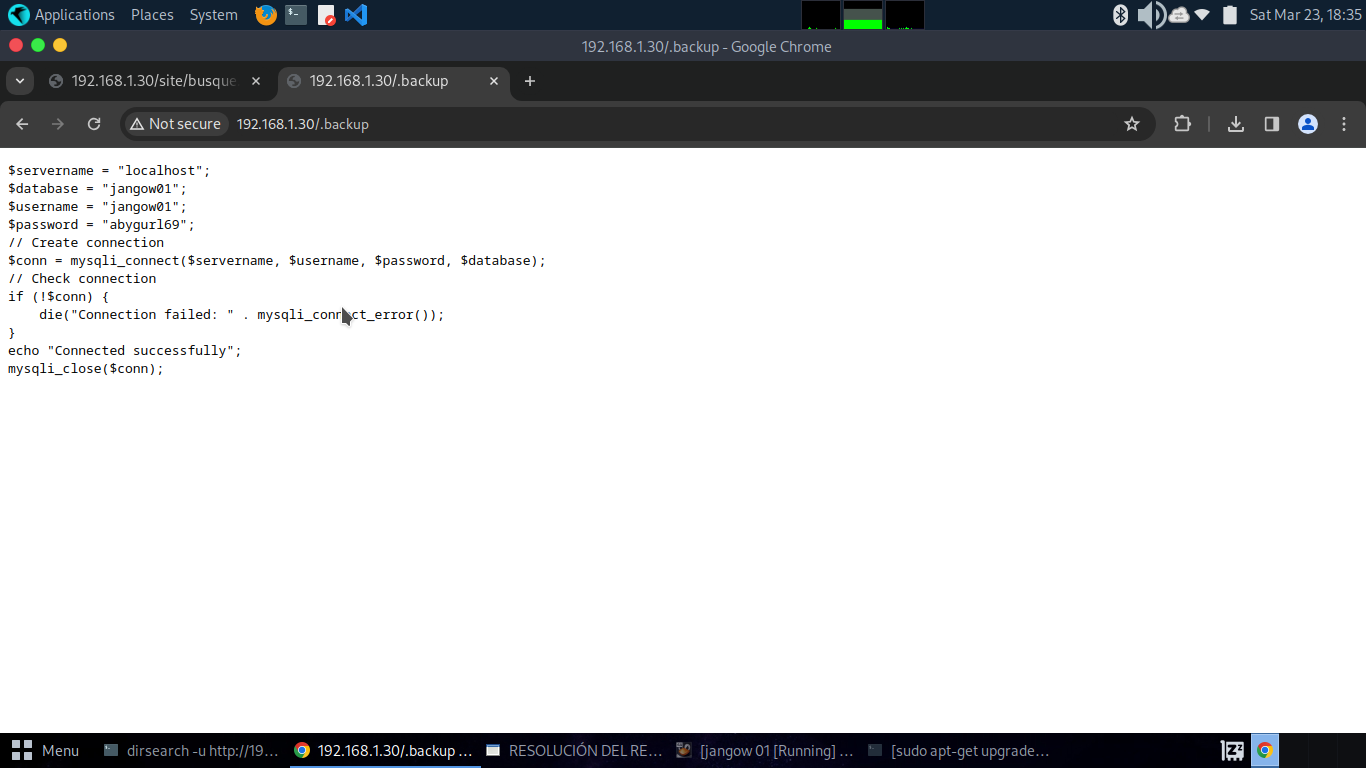 Applications Places System Sat Mar 23, 18:35
192.168.1.30/.backup - Google Chrome
192.168.1.30/site/busque 192.168.1.30/.backup
Not secure 192.168.1.30/.backup
$servername = "localhost";
$database = "jangow01";
$username = "jangow01";
$password = "abygurl69";
// Create connection
$conn = mysqli_connect($servername, $username, $password, $database);
// Check connection
if (!$conn) {
    die("Connection failed: " . mysqli_connect_error());
}
echo "Connected successfully";
mysqli_close($conn);
Menu dirsearch -u http://19... 192.168.1.30/.backup ... RESOLUCIÓN DEL RE... [jangow 01 [Running] ... [sudo apt-get upgrade...